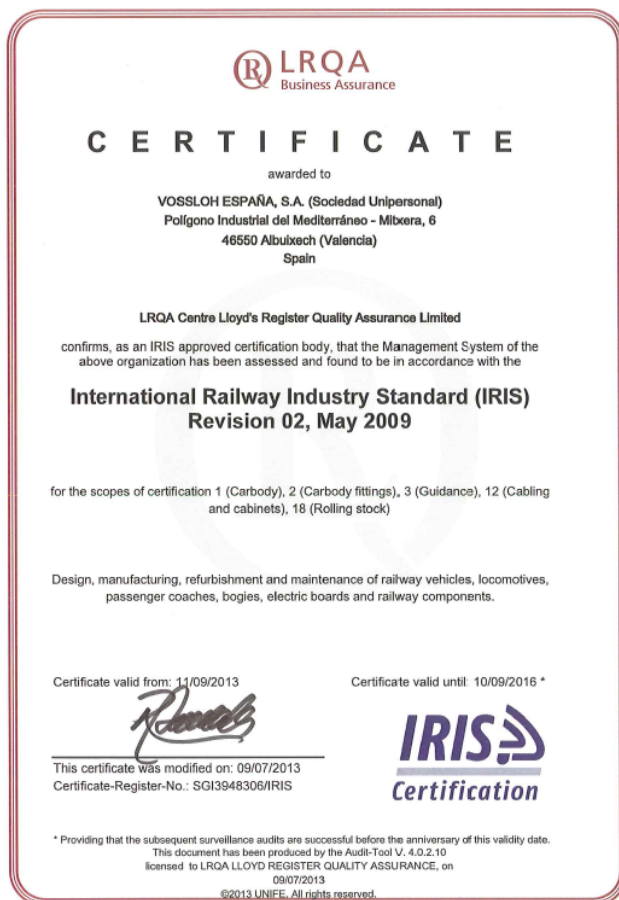 LRQA
Business Assurance
CERTIFICATE
awarded to
VOSSLOH ESPAÑA, S.A. (Sociedad Unipersonal)
Polígono Industrial del Mediterráneo - Mitxera, 6
46550 Albuixech (Valencia)
Spain
LRQA Centre Lloyd's Register Quality Assurance Limited
confirms, as an IRIS approved certification body, that the Management System of the
above organization has been assessed and found to be in accordance with the
International Railway Industry Standard (IRIS)
Revision 02, May 2009
for the scopes of certification 1 (Carbody), 2 (Carbody fittings), 3 (Guidance), 12 (Cabling
and cabinets), 18 (Rolling stock)
Design, manufacturing, refurbishment and maintenance of railway vehicles, locomotives,
passenger coaches, bogies, electric boards and railway components.
Certificate valid from: 11/09/2013
Certificate valid until: 10/09/2016 *
This certificate was modified on: 09/07/2013
Certificate-Register-No.: SGI3948306/IRIS
IRIS
Certification
* Providing that the subsequent surveillance audits are successful before the anniversary of this validity date.
This document has been produced by the Audit-Tool V. 4.0.2.10
licensed to LRQA LLOYD REGISTER QUALITY ASSURANCE, on
09/07/2013
©2013 UNIFE. All rights reserved.